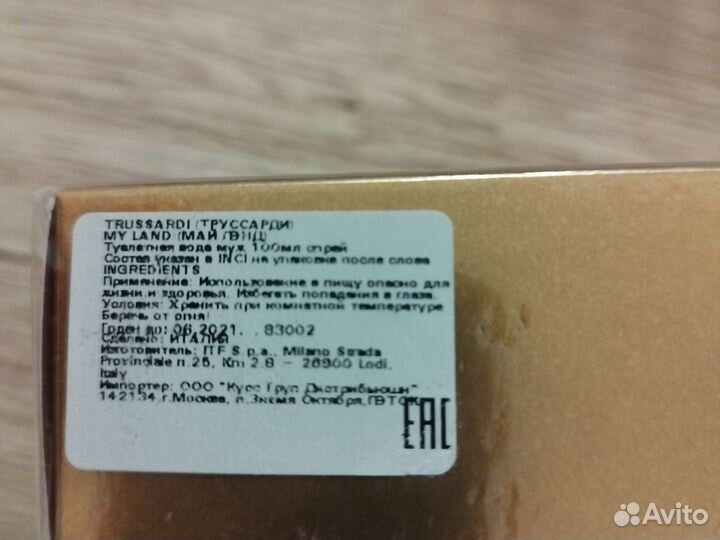 TRUSSARDI (ТРУССАРДИ)
MY LAND (МАЙ ЛЭНД)
Туалетная вода муж 100мл спрей
Состав указан в INCI на упаковке после слова
INGREDIENTS
Применение: Использование в пищу опасно для
жизни и здоровья. Избегать попадания в глаза.
Условия: Хранить при комнатной температуре
Беречь от огня!
Годен до: 06.2021. . 83002
Сделано: ИТАЛИЯ
Изготовитель: ITF S.p.a., Milano Strada
Provinciale n.25, Km 2.8 - 26900 Lodi,
Italy
Импортер: ООО "Курс Груп Дистрибьюшн"
142134 г.Москва, п. Октября,
EAC
Avito